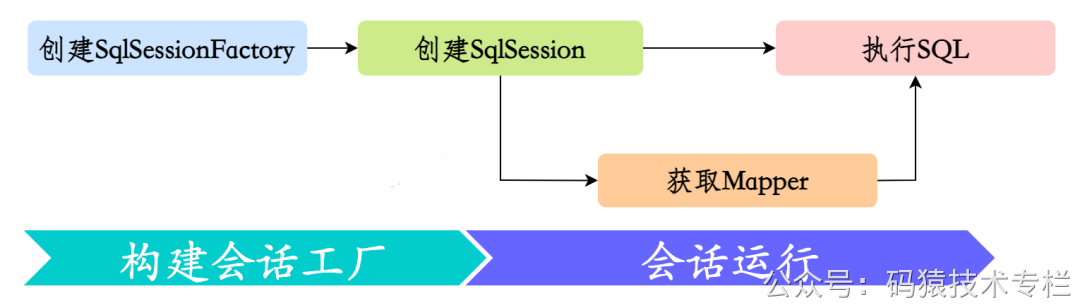 创建SqlSessionFactory
创建SqlSession
执行SQL
获取Mapper
构建会话工厂
会话运行
公众号：码猿技术专栏